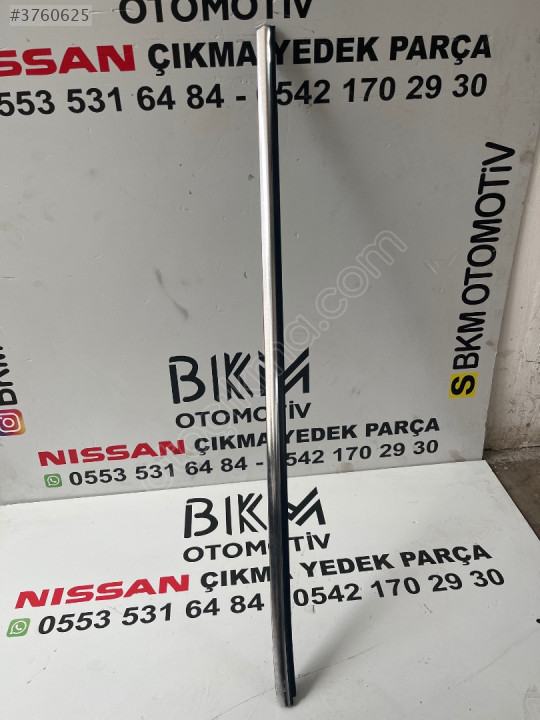 #3760625
OTOMOTİV
NISSAN ÇIKMA YEDEK PARÇA
553 531 64 84 - 0542 170 29 30
S BKM OTOMOTİV
BKM
BKM
OTOMOTİV
NISSAN ÇIKMA YEDEK PARÇA
0553 531 64 84 - 0542 170 29 30
BKM
OTOMOTİV
NISSAN ÇIKMA YEDEK PARÇA
0553 531 64 84 - 0542 170 29 30